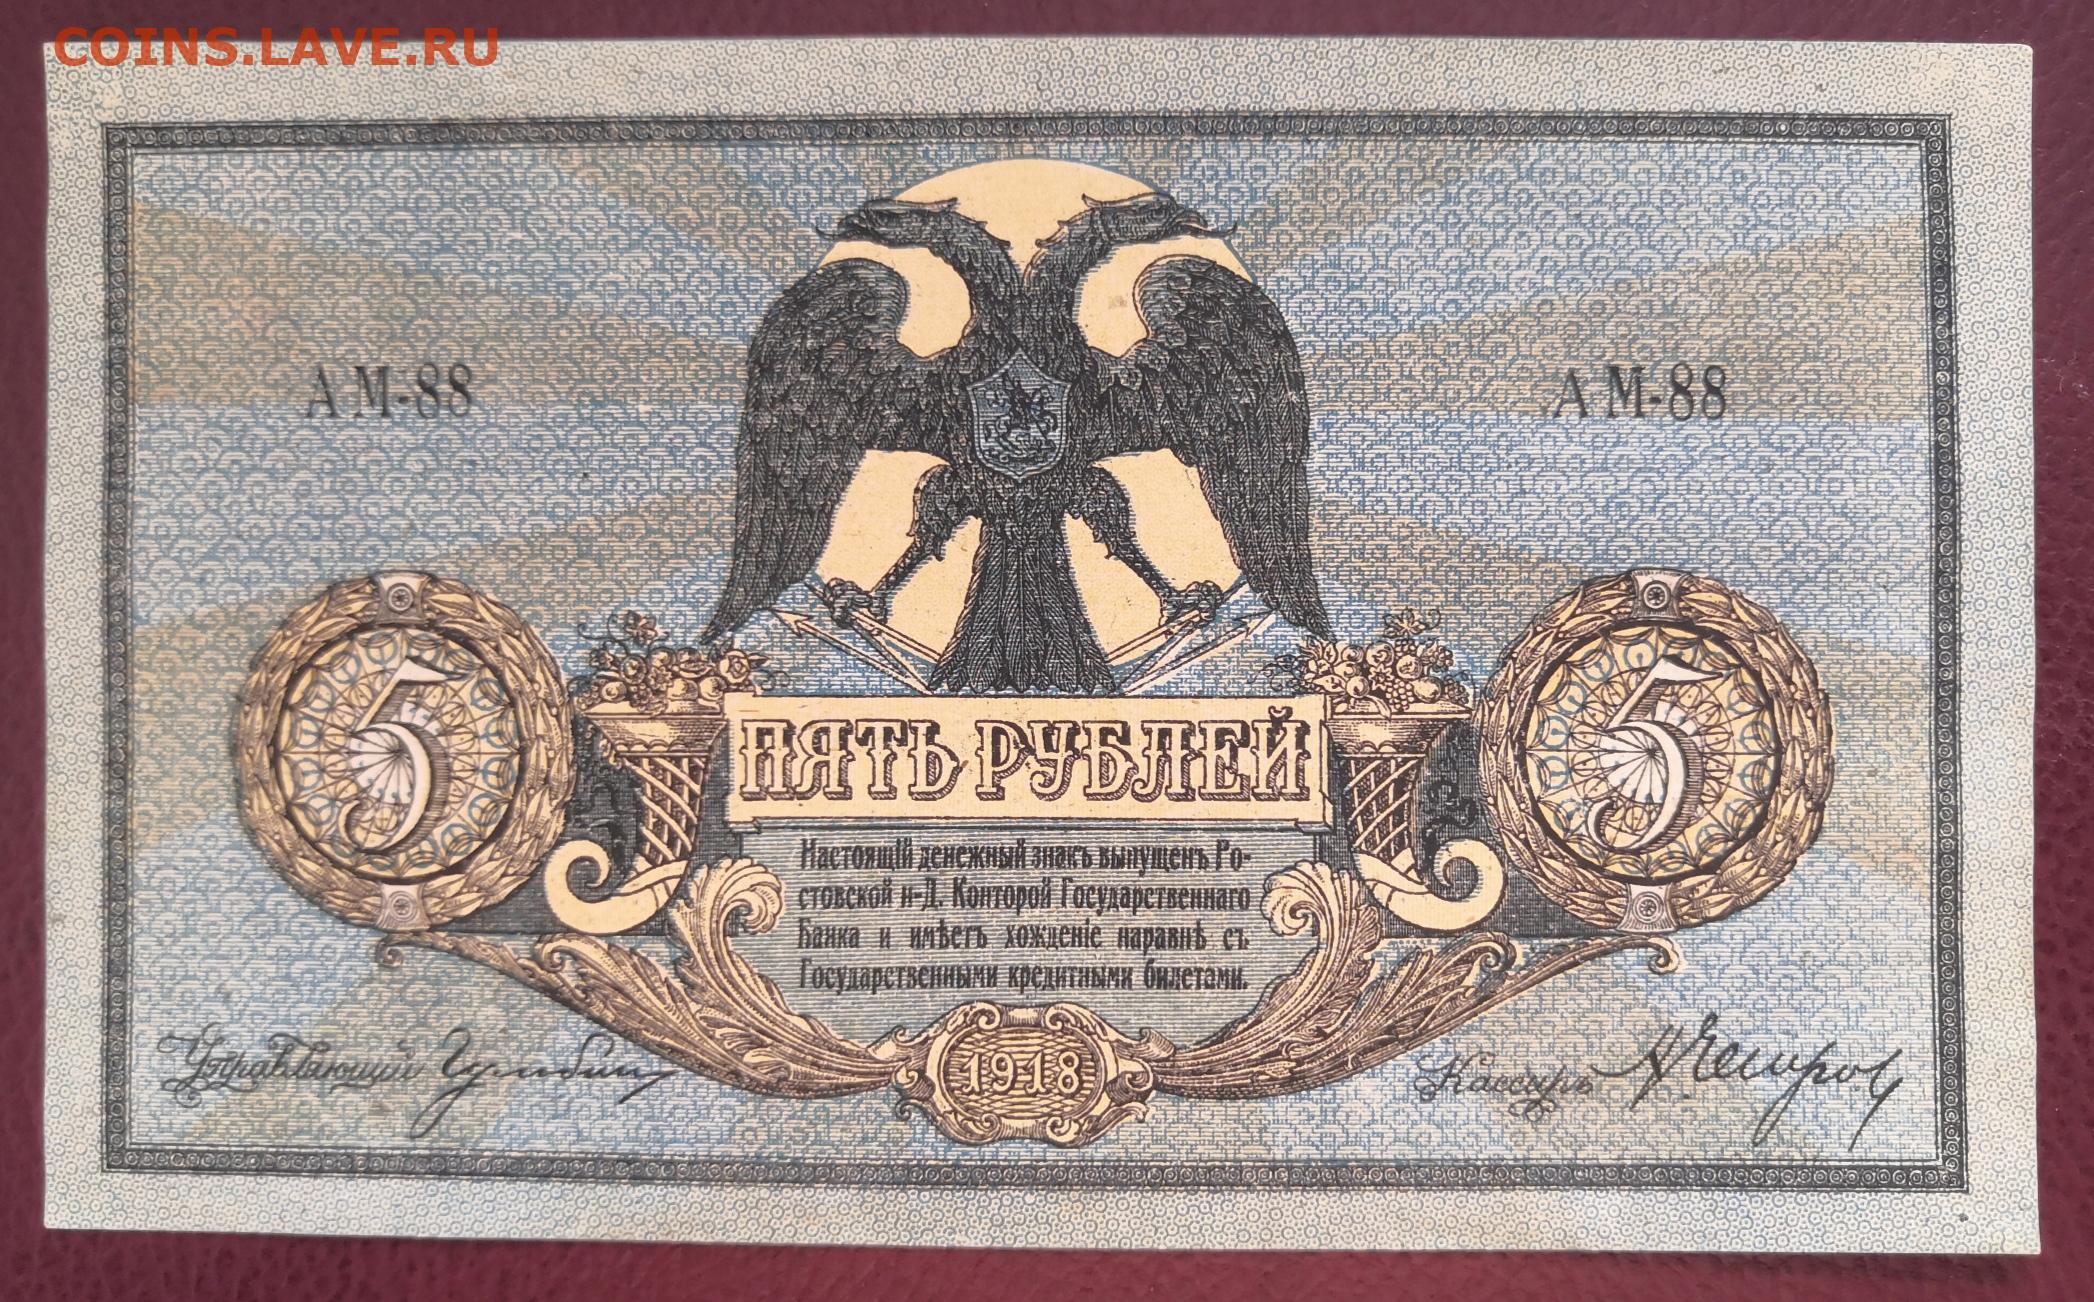 COINS.LAVE.RU
АМ-88 АМ-88
5 5
ПЯТЬ РУБЛЕЙ
Настоящій денежный знакъ выпущенъ Ро-
стовской н-Д. Конторой Государственнаго
Банка и имѣетъ хожденіе наравнѣ съ
Государственными кредитными билетами.
Управляющій Кассиръ
1918